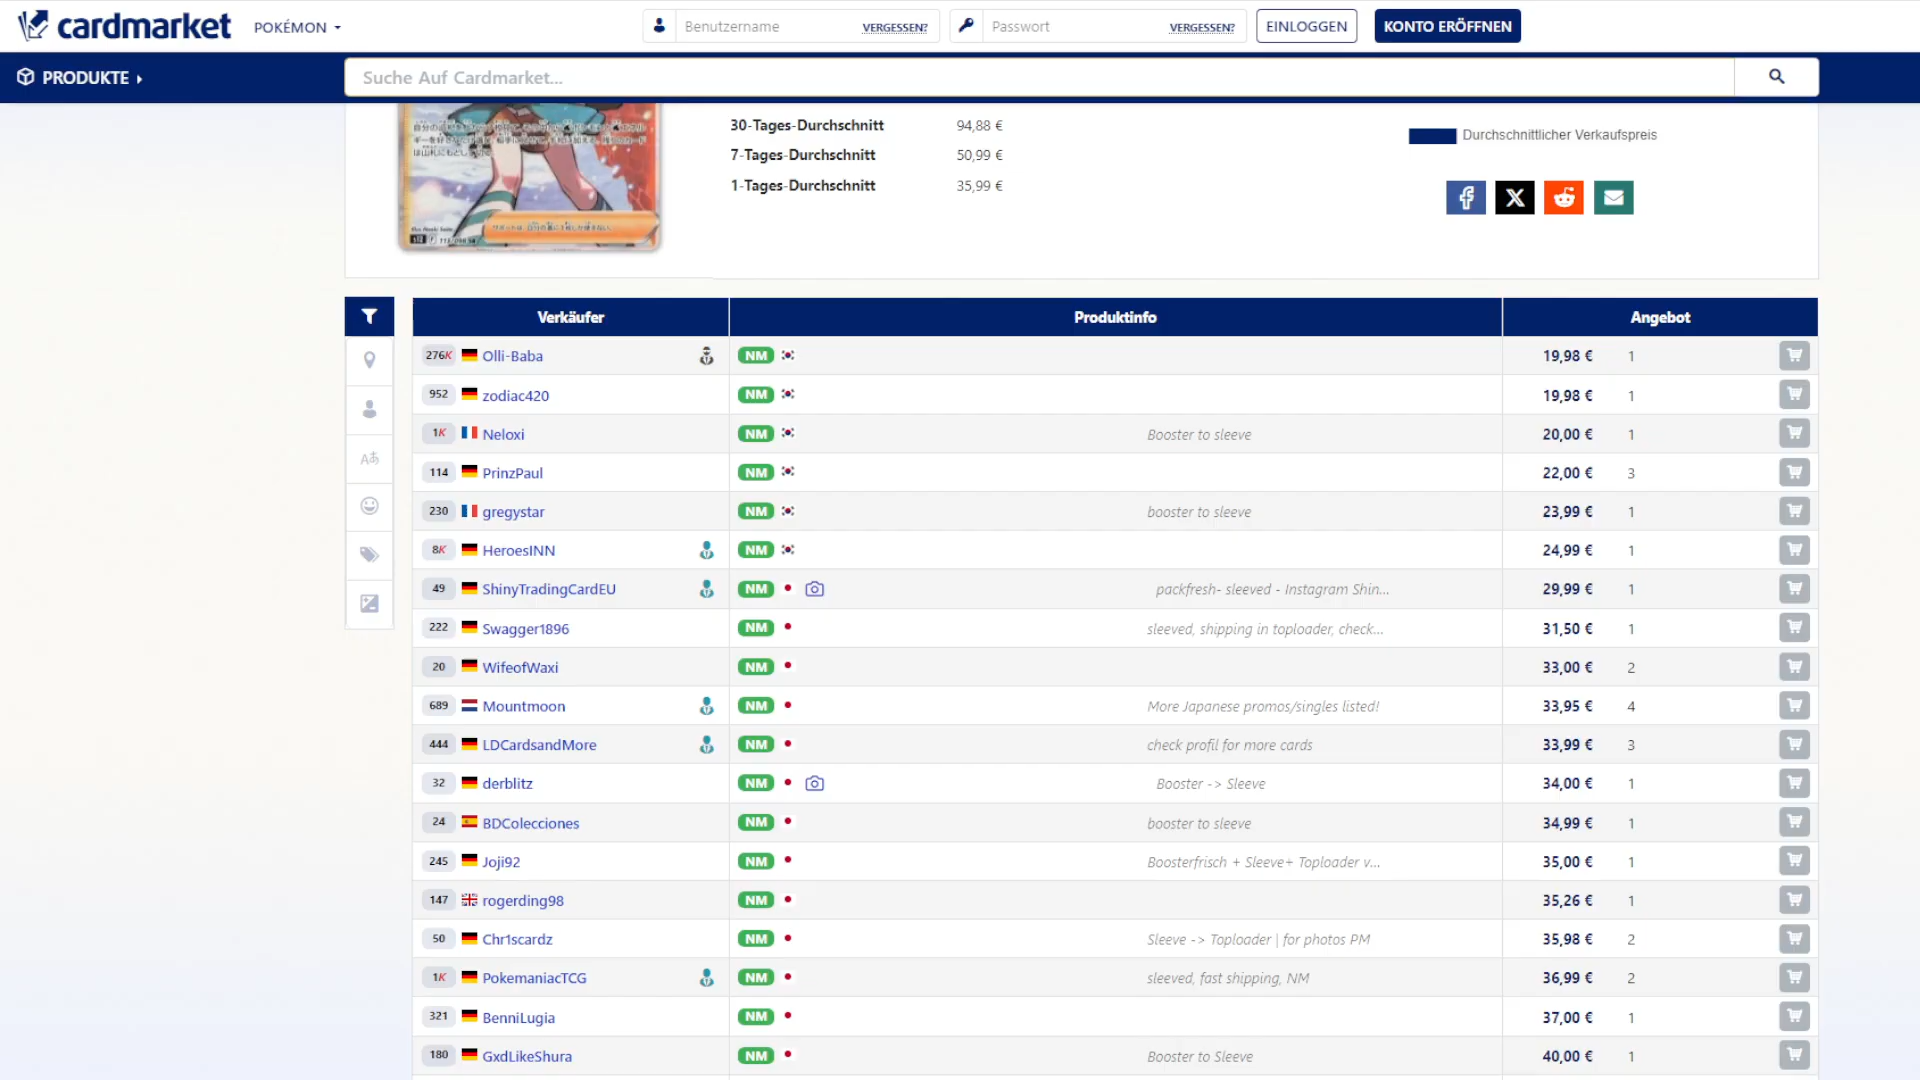 cardmarket POKÉMON Benutzername VERGESSEN? Passwort VERGESSEN? EINLOGGEN KONTO ERÖFFNEN
PRODUKTE Suche Auf Cardmarket...
30-Tages-Durchschnitt 94,88 €
7-Tages-Durchschnitt 50,99 €
1-Tages-Durchschnitt 35,99 €
Durchschnittlicher Verkaufspreis
Verkäufer Produktinfo Angebot
276K Olli-Baba NM 19,98 € 1
952 zodiac420 NM 19,98 € 1
1K Neloxi NM Booster to sleeve 20,00 € 1
114 PrinzPaul NM 22,00 € 3
230 gregystar NM booster to sleeve 23,99 € 1
8K HeroesINN NM 24,99 € 1
49 ShinyTradingCardEU NM packfresh- sleeved - Instagram Shin... 29,99 € 1
222 Swagger1896 NM sleeved, shipping in toploader, check... 31,50 € 1
20 WifeofWaxi NM 33,00 € 2
689 Mountmoon NM More Japanese promos/singles listed! 33,95 € 4
444 LDCardsandMore NM check profil for more cards 33,99 € 3
32 derblitz NM Booster -> Sleeve 34,00 € 1
24 BDColecciones NM booster to sleeve 34,99 € 1
245 Joji92 NM Boosterfrisch + Sleeve+ Toploader v... 35,00 € 1
147 rogerding98 NM 35,26 € 1
50 Chr1scardz NM Sleeve -> Toploader | for photos PM 35,98 € 2
1K PokemaniacTCG NM sleeved, fast shipping, NM 36,99 € 2
321 BenniLugia NM 37,00 € 1
180 GxdLikeShura NM Booster to Sleeve 40,00 € 1